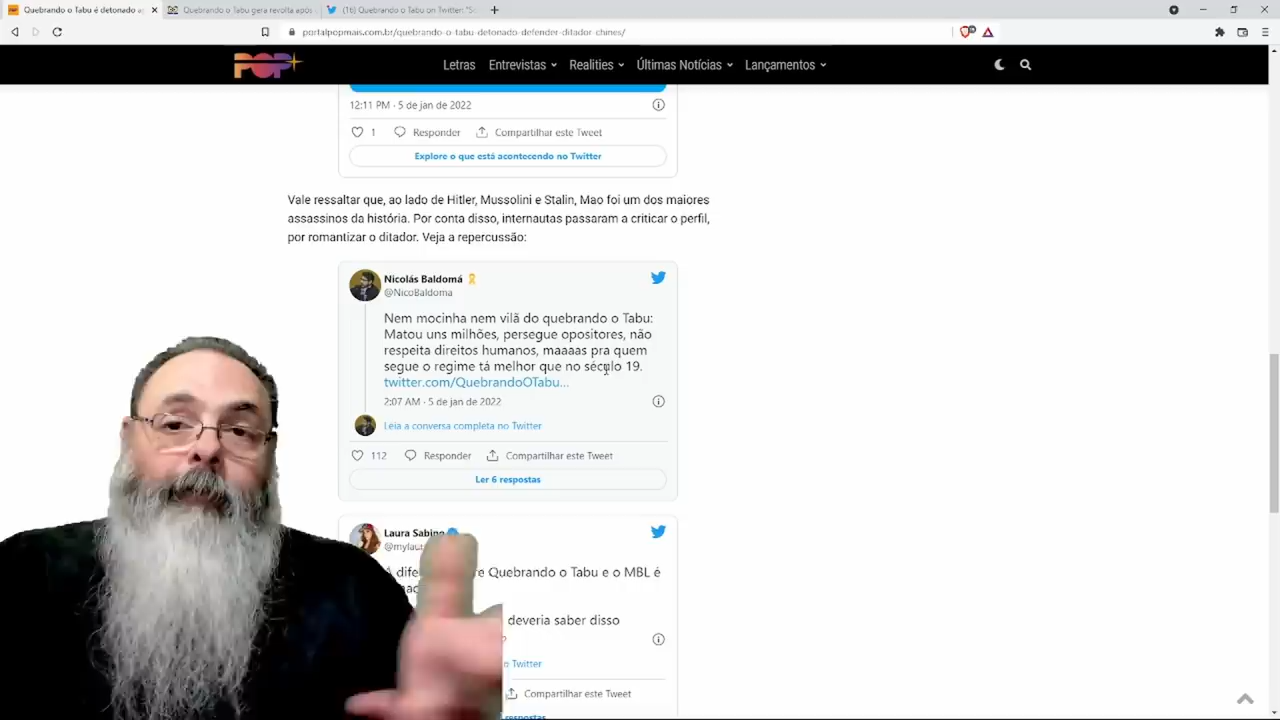 Quebrando o Tabu é detonado a
Quebrando o Tabu gera revolta após
(16) Quebrando o Tabu on Twitter: "S
portalpopmais.com.br/quebrando-o-tabu-detonado-defender-ditador-chines/
POP+
Letras
Entrevistas
Realities
Últimas Notícias
Lançamentos
12:11 PM · 5 de jan de 2022
1
Responder
Compartilhar este Tweet
Explore o que está acontecendo no Twitter
Vale ressaltar que, ao lado de Hitler, Mussolini e Stalin, Mao foi um dos maiores
assassinos da história. Por conta disso, internautas passaram a criticar o perfil,
por romantizar o ditador. Veja a repercussão:
Nicolás Baldomá
@NicoBaldoma
Nem mocinha nem vilã do quebrando o Tabu:
Matou uns milhões, persegue opositores, não
respeita direitos humanos, maaaas pra quem
segue o regime tá melhor que no século 19.
twitter.com/QuebrandoOTabu...
2:07 AM · 5 de jan de 2022
Leia a conversa completa no Twitter
112
Responder
Compartilhar este Tweet
Ler 6 respostas
Laura Sabino
@mylau
A dife re Quebrando o Tabu e o MBL é
deveria saber disso
o Twitter
Compartilhar este Tweet
respostas